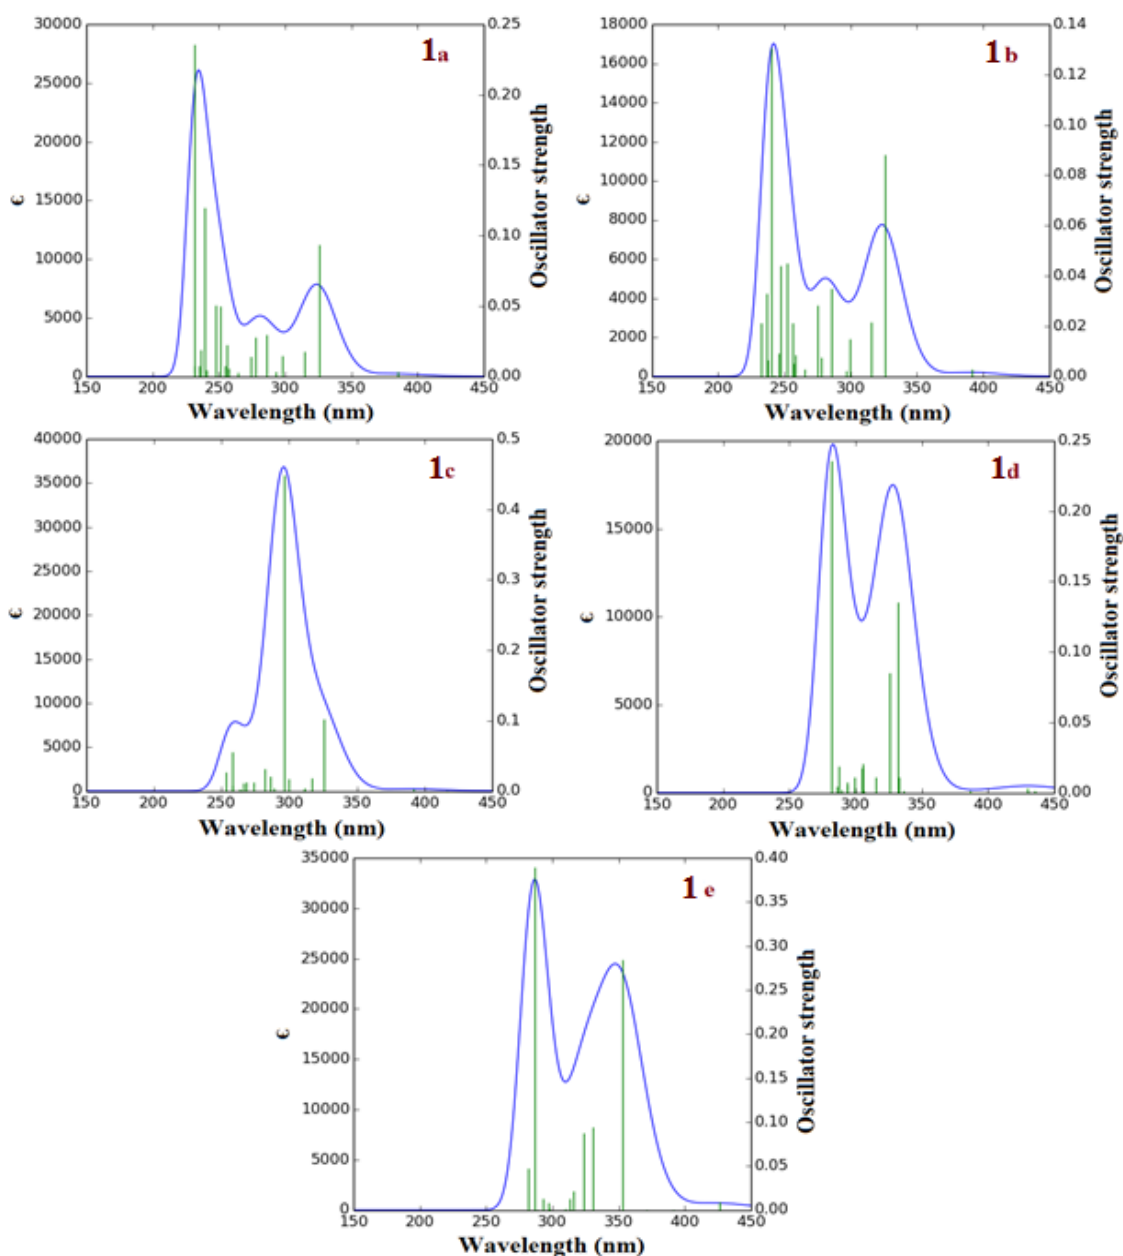 1a
30000
25000
20000
15000
10000
5000
0
150 200 250 300 350 400 450
0.25
0.20
0.15
0.10
0.05
0.00
Є
Wavelength (nm)
Oscillator strength
1b
18000
16000
14000
12000
10000
8000
6000
4000
2000
0
150 200 250 300 350 400 450
0.14
0.12
0.10
0.08
0.06
0.04
0.02
0.00
Є
Wavelength (nm)
Oscillator strength
1c
40000
35000
30000
25000
20000
15000
10000
5000
0
150 200 250 300 350 400 450
0.5
0.4
0.3
0.2
0.1
0.0
Є
Wavelength (nm)
Oscillator strength
1d
20000
15000
10000
5000
0
150 200 250 300 350 400 450
0.25
0.20
0.15
0.10
0.05
0.00
Є
Wavelength (nm)
Oscillator strength
1e
35000
30000
25000
20000
15000
10000
5000
0
150 200 250 300 350 400 450
0.40
0.35
0.30
0.25
0.20
0.15
0.10
0.05
0.00
Є
Wavelength (nm)
Oscillator strength